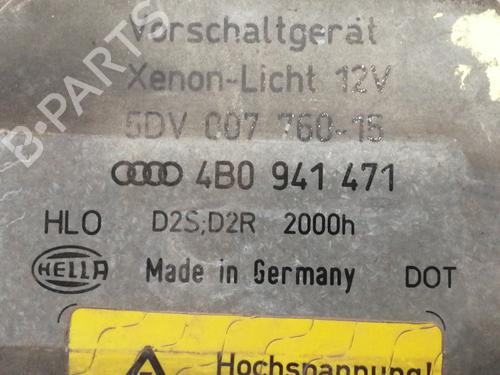 Vorschaltgerät
Xenon-Licht 12V
5DV 007 760-15
4B0 941 471
HLO D2S;D2R 2000h
HELLA Made in Germany DOT
Hochspannung!
B-PARTS